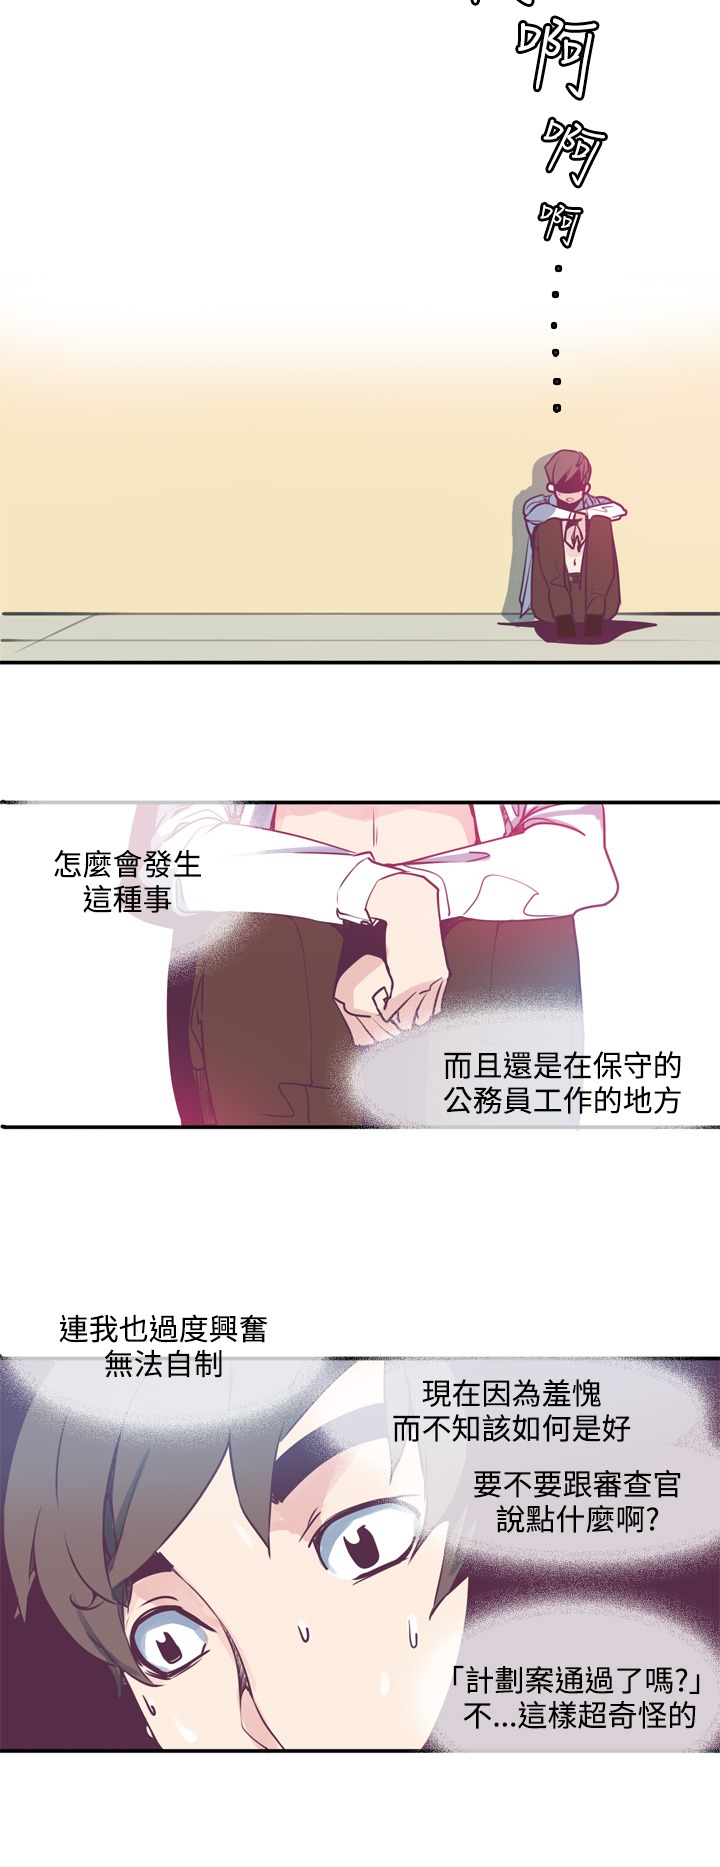 啊
啊
啊
......
怎麼會發生
這種事
而且還是在保守的
公務員工作的地方
連我也過度興奮
無法自制
現在因為羞愧
而不知該如何是好
要不要跟審查官
說點什麼啊?
「計劃案通過了嗎?」
不...這樣超奇怪的